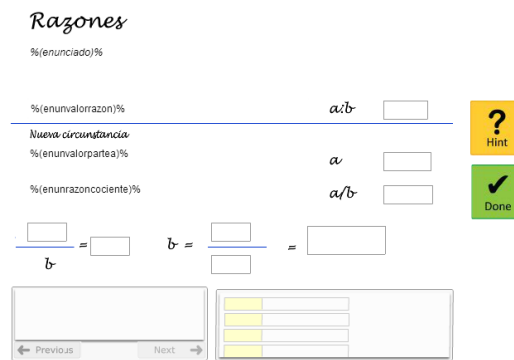 Razones
%(enunciado)%
%(enunvalorrazon)% a:b
Nueva circunstancia
%(enunvalorpartea)% a
%(enunrazoncociente)% a/b
= b = =
b
? Hint
Done
Previous Next